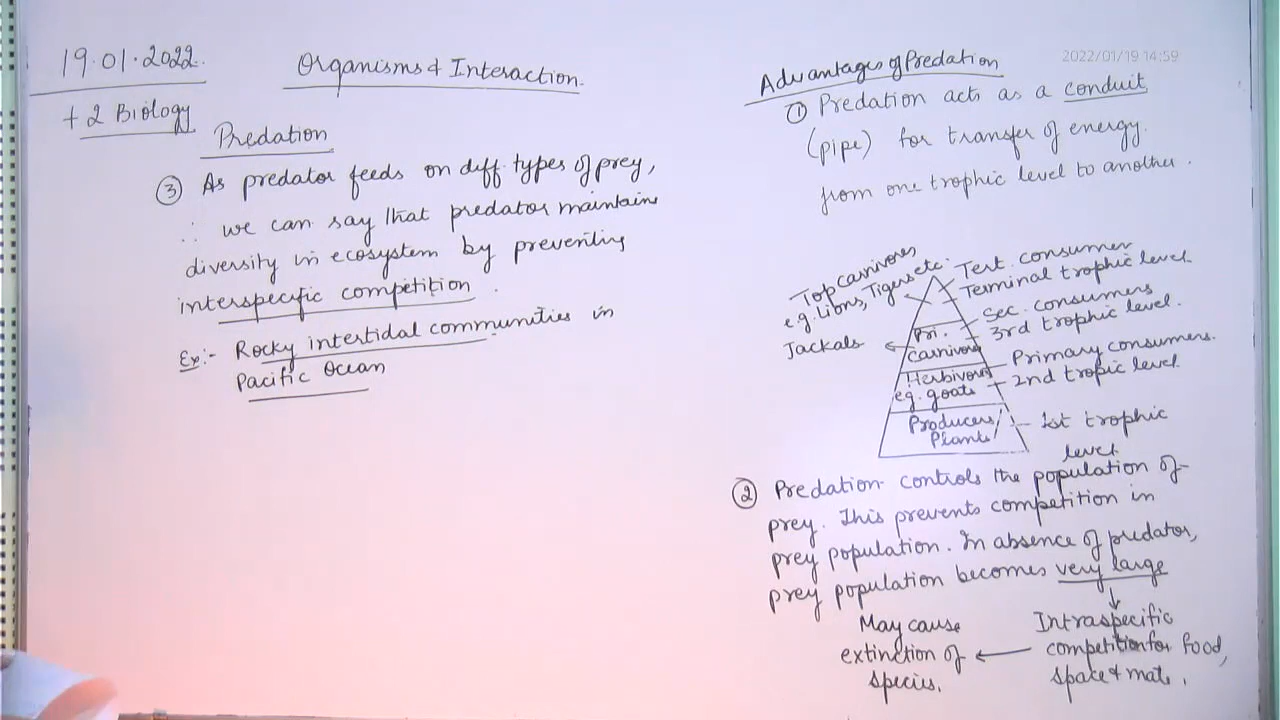 19.01.2022.
+2 Biology
Organisms & Interaction.
Predation
③ As predator feeds on diff. types of prey,
∴ we can say that predator maintains
diversity in ecosystem by preventing
interspecific competition.
Ex:- Rocky intertidal communities in
Pacific Ocean
2022/01/19 14:59
Advantages of Predation
① Predation acts as a conduit
(pipe) for transfer of energy.
from one trophic level to another.
Top carnivores
e.g. Lions, Tigers etc.
Tert. consumer
Terminal trophic level
Jackals
Pri.
Carnivores
Sec. consumers
3rd trophic level.
Herbivores
eg. goats
Primary consumers.
2nd tropic level.
Producers/
Plants
1st trophic
level
② Predation controls the population of
prey. This prevents competition in
prey population. In absence of predator,
prey population becomes very large
↓
Intraspecific
competition for food,
space & mate.
←
May cause
extinction of
species.